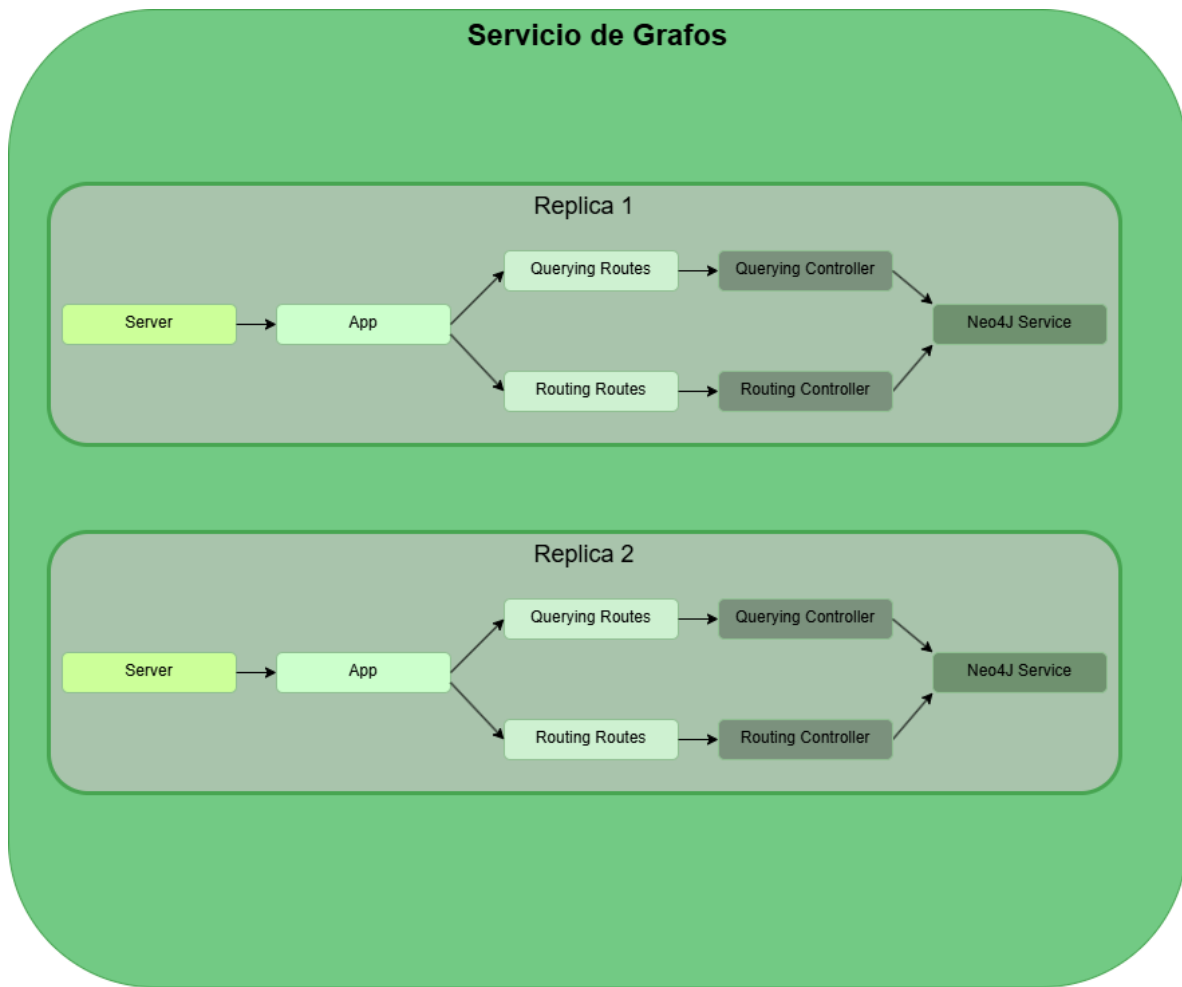 Servicio de Grafos
Replica 1
Querying Routes
Querying Controller
Server
App
Neo4J Service
Routing Routes
Routing Controller
Replica 2
Querying Routes
Querying Controller
Server
App
Neo4J Service
Routing Routes
Routing Controller